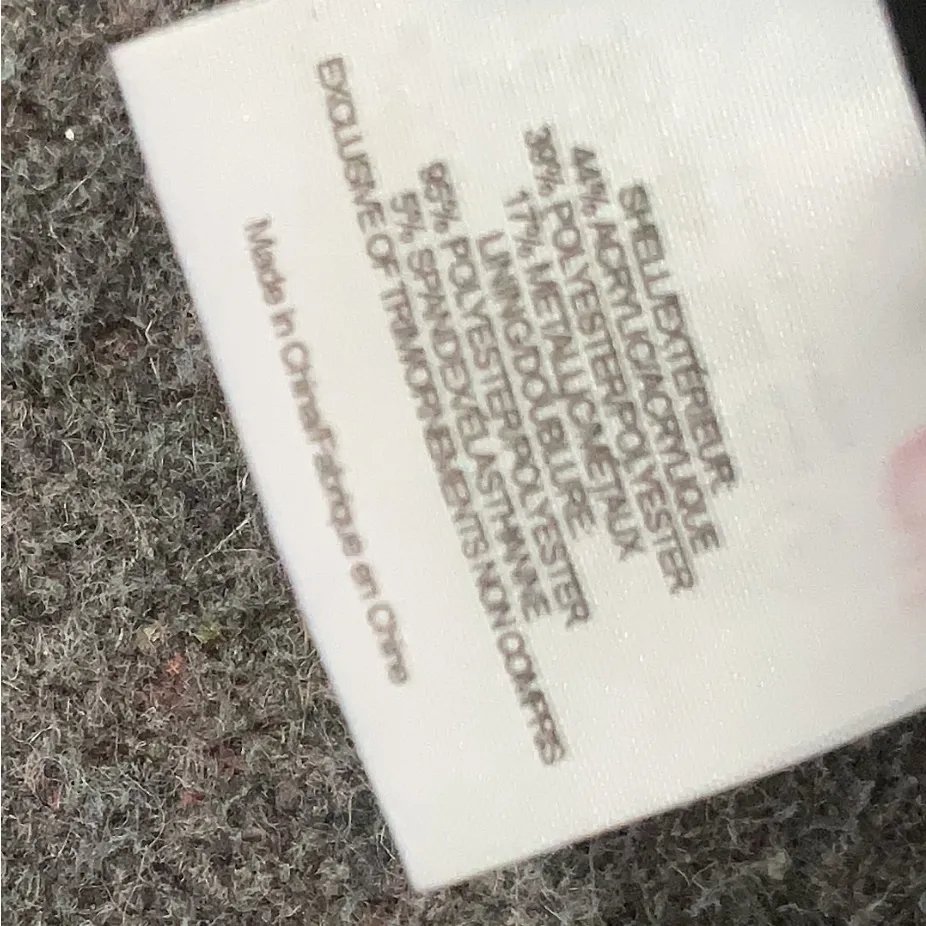 SHELL/EXTÉRIEUR
44% ACRYLIC/ACRYLIQUE
39% POLYESTER/POLYESTER
17% METALLIC/MÉTAUX
LINING/DOUBLURE
95% POLYESTER/POLYESTER
5% SPANDEX/ÉLASTHANNE
EXCLUSIVE OF TRIM/ORNEMENTS NON COMPRIS
Made in China/Fabriqué en Chine